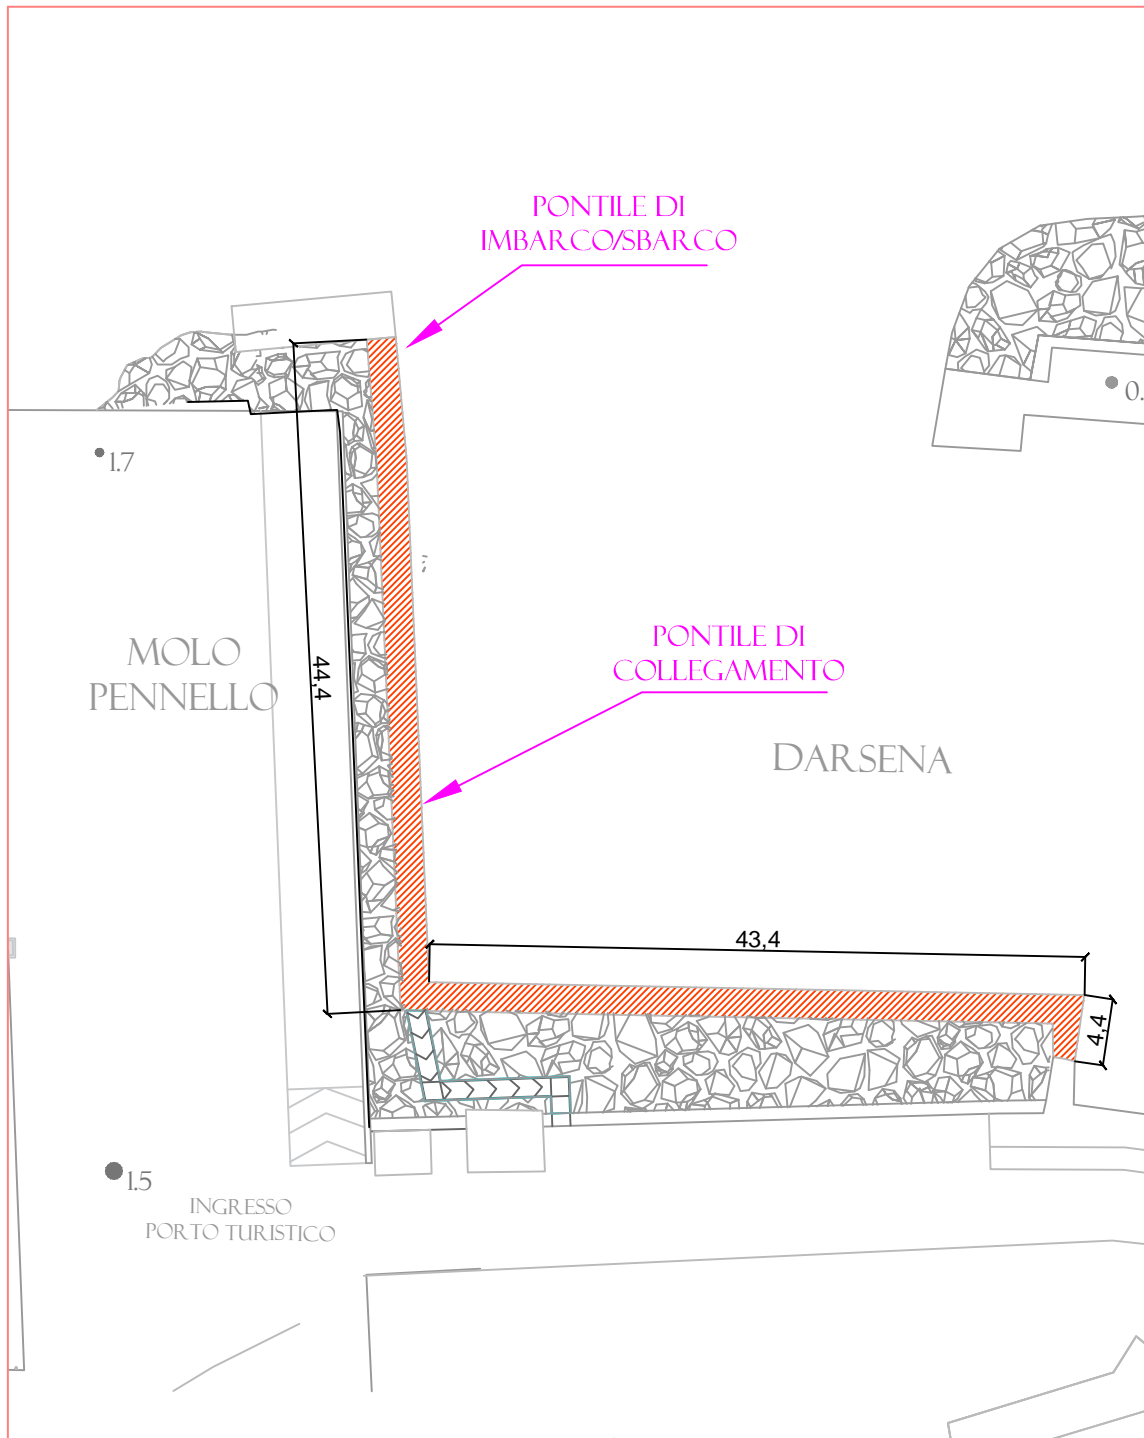 PONTILE DI
IMBARCO/SBARCO
0.
1.7
PONTILE DI
COLLEGAMENTO
MOLO
PENNELLO
44,4
DARSENA
43,4
4,4
1.5
INGRESSO
PORTO TURISTICO